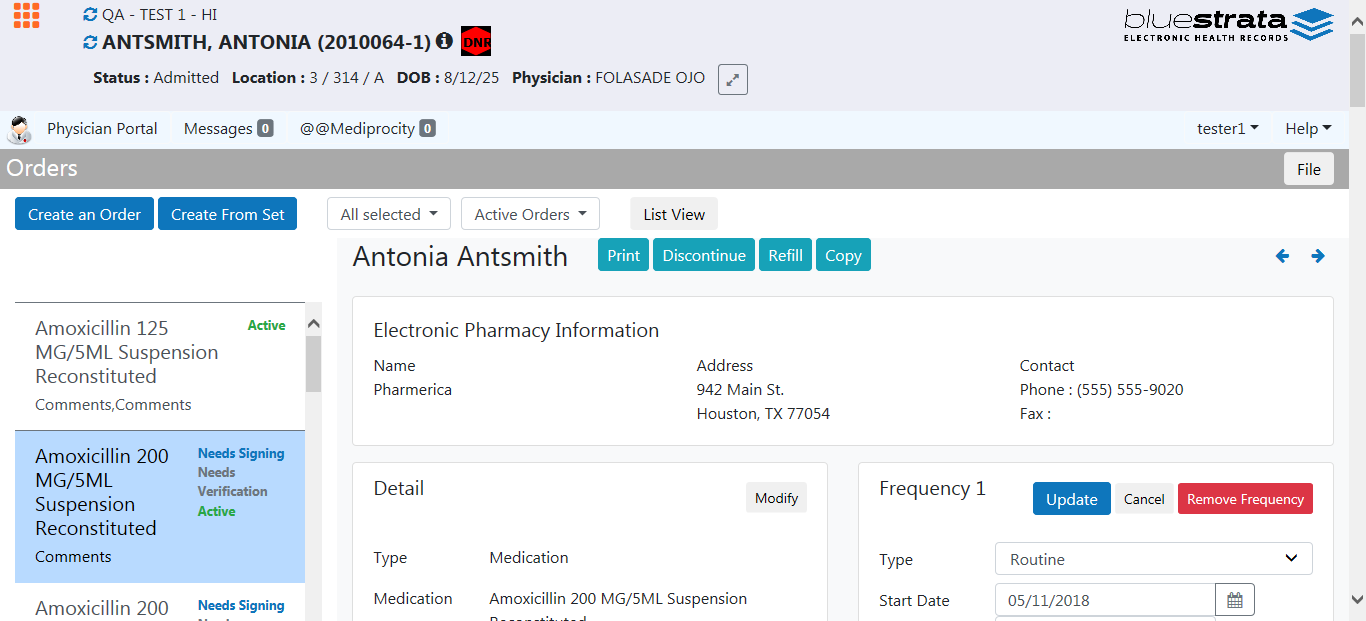 QA - TEST 1 - HI
ANTSMITH, ANTONIA (2010064-1) DNR
bluestrata
ELECTRONIC HEALTH RECORDS
Status : Admitted Location : 3 / 314 / A DOB : 8/12/25 Physician : FOLASADE OJO
Physician Portal Messages 0 @@Mediprocity 0 tester1 Help
Orders File
Create an Order Create From Set All selected Active Orders List View
Antonia Antsmith Print Discontinue Refill Copy
Amoxicillin 125 Active
MG/5ML Suspension
Reconstituted
Comments,Comments
Amoxicillin 200 Needs Signing
MG/5ML Needs
Suspension Verification
Reconstituted Active
Comments
Amoxicillin 200 Needs Signing
Electronic Pharmacy Information
Name Address Contact
Pharmerica 942 Main St. Phone : (555) 555-9020
Houston, TX 77054 Fax :
Detail Modify
Type Medication
Medication Amoxicillin 200 MG/5ML Suspension
Reconstituted
Frequency 1 Update Cancel Remove Frequency
Type Routine
Start Date 05/11/2018